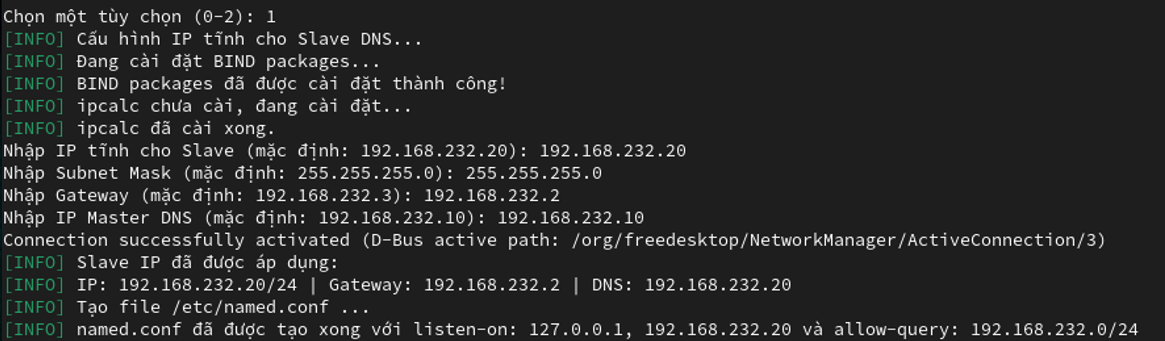 Chọn một tùy chọn (0-2): 1
[INFO] Cấu hình IP tĩnh cho Slave DNS...
[INFO] Đang cài đặt BIND packages...
[INFO] BIND packages đã được cài đặt thành công!
[INFO] ipcalc chưa cài, đang cài đặt...
[INFO] ipcalc đã cài xong.
Nhập IP tĩnh cho Slave (mặc định: 192.168.232.20): 192.168.232.20
Nhập Subnet Mask (mặc định: 255.255.255.0): 255.255.255.0
Nhập Gateway (mặc định: 192.168.232.3): 192.168.232.2
Nhập IP Master DNS (mặc định: 192.168.232.10): 192.168.232.10
Connection successfully activated (D-Bus active path: /org/freedesktop/NetworkManager/ActiveConnection/3)
[INFO] Slave IP đã được áp dụng:
[INFO] IP: 192.168.232.20/24 | Gateway: 192.168.232.2 | DNS: 192.168.232.20
[INFO] Tạo file /etc/named.conf ...
[INFO] named.conf đã được tạo xong với listen-on: 127.0.0.1, 192.168.232.20 và allow-query: 192.168.232.0/24